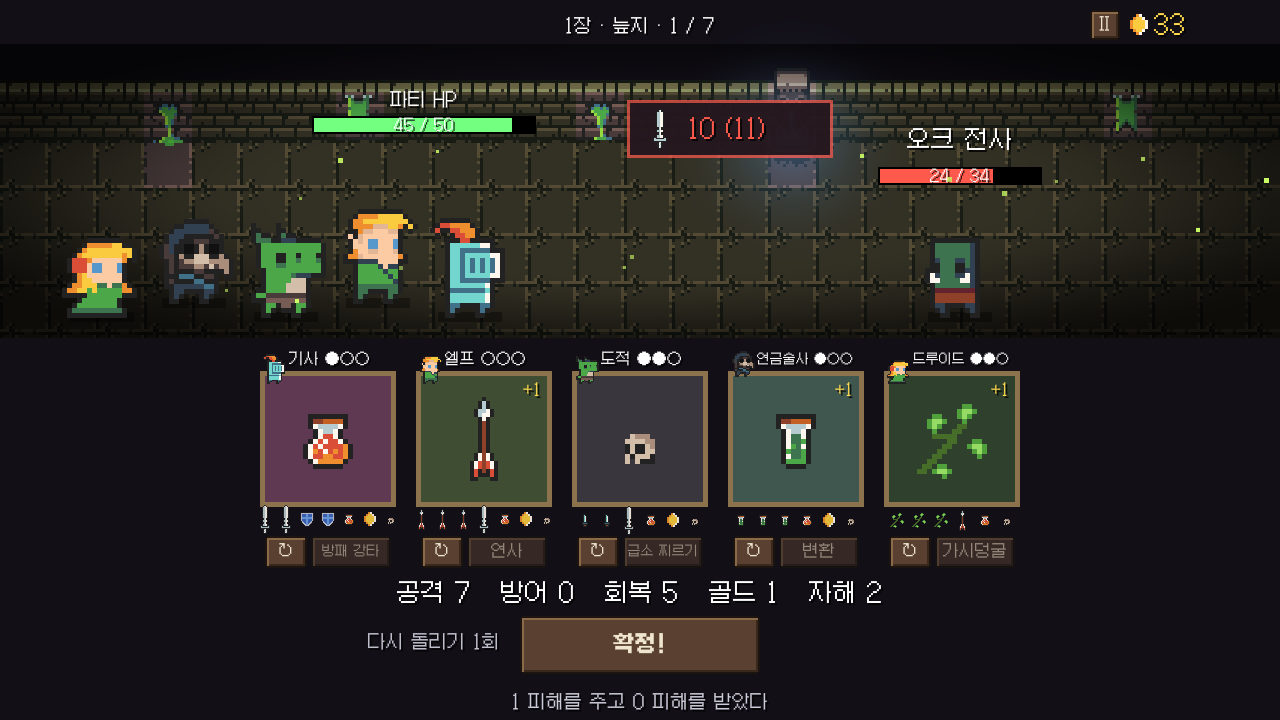 1장 · 늪지 · 1 / 7
II
33
파티 HP
45 / 50
10 (11)
오크 전사
24 / 34
기사
엘프
도적
연금술사
드루이드
+1
+1
+1
↻
방패 강타
↻
연사
↻
급소 찌르기
↻
변환
↻
가시덩굴
공격 7 방어 0 회복 5 골드 1 자해 2
다시 돌리기 1회
확정!
1 피해를 주고 0 피해를 받았다